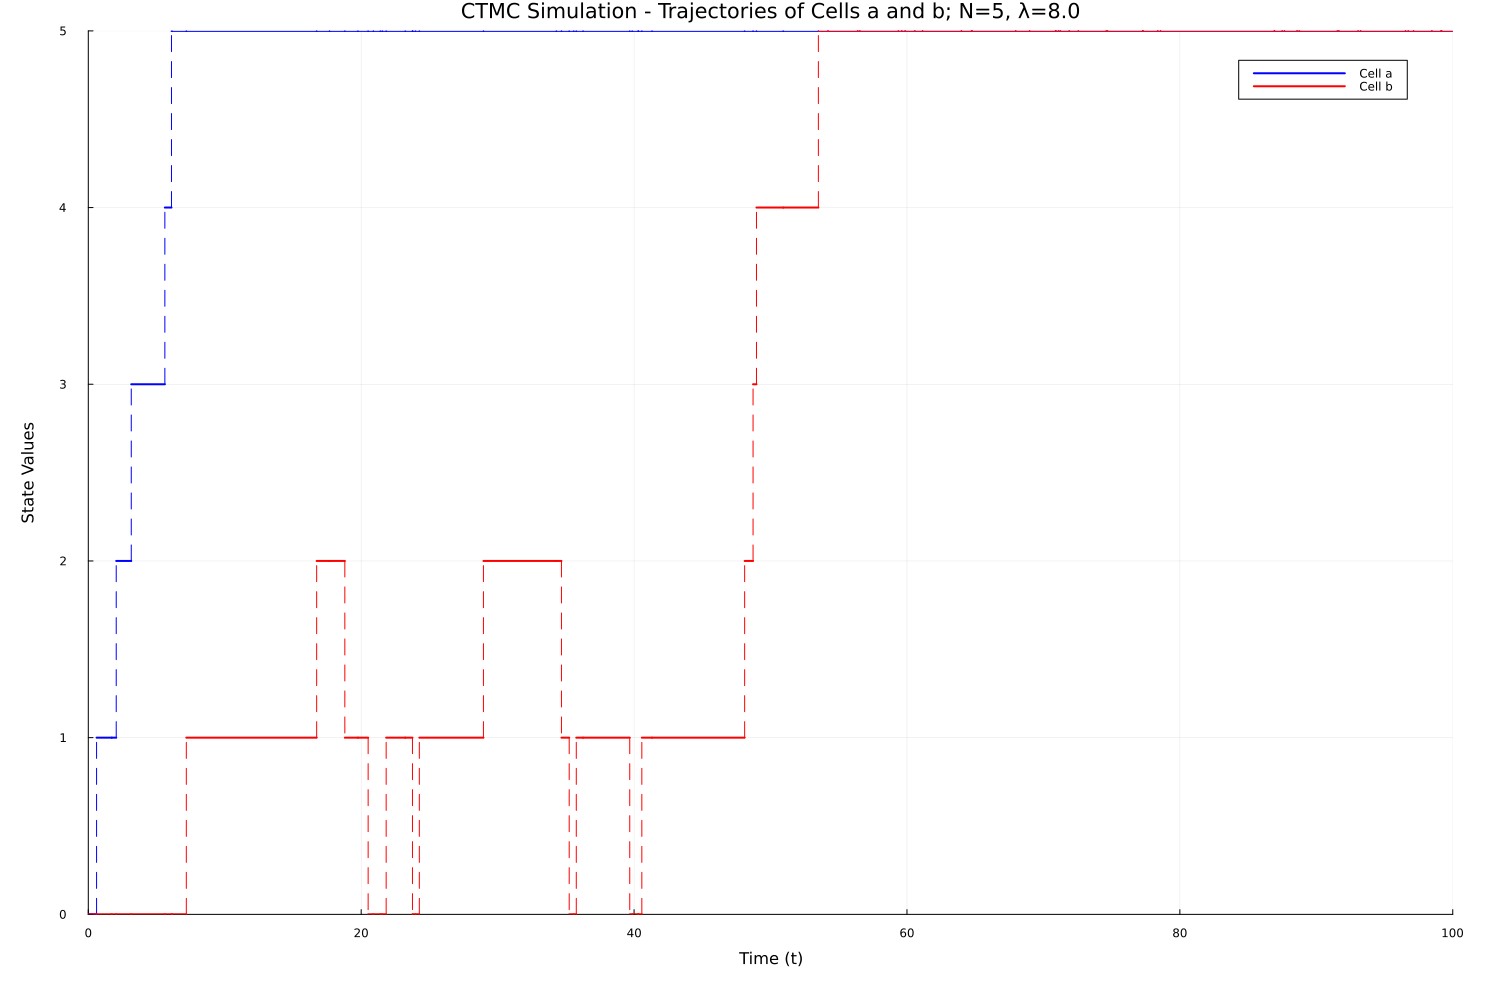 CTMC Simulation - Trajectories of Cells a and b; N=5, λ=8.0
5
Cell a
Cell b
4
3
State Values
2
1
0
0 20 40 60 80 100
Time (t)